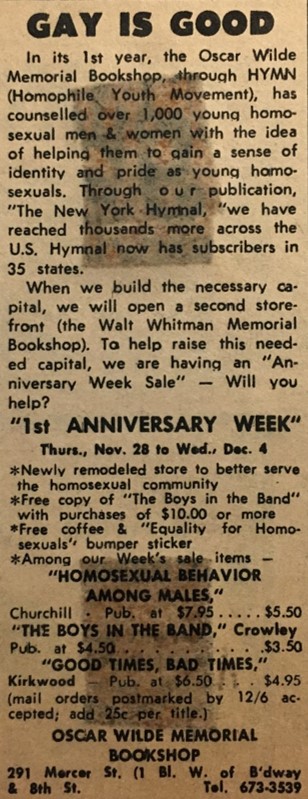 GAY IS GOOD
In its 1st year, the Oscar Wilde
Memorial Bookshop, through HYMN
(Homophile Youth Movement), has
counselled over 1,000 young homo-
sexual men & women with the idea
of helping them to gain a sense of
identity and pride as young homo-
sexuals. Through our publication,
"The New York Hymnal, "we have
reached thousands more across the
U.S. Hymnal now has subscribers in
35 states.
When we build the necessary ca-
pital, we will open a second store-
front (the Walt Whitman Memorial
Bookshop). To help raise this need-
ed capital, we are having an "An-
niversary Week Sale" — Will you
help?
"1st ANNIVERSARY WEEK"
Thurs., Nov. 28 to Wed., Dec. 4
*Newly remodeled store to better serve
the homosexual community
*Free copy of "The Boys in the Band"
with purchases of $10.00 or more
*Free coffee & "Equality for Homo-
sexuals" bumper sticker
*Among our Week's sale items —
"HOMOSEXUAL BEHAVIOR
AMONG MALES,"
Churchill - Pub. at $7.95 . . . . . $5.50
"THE BOYS IN THE BAND," Crowley
Pub. at $4.50 . . . . . . . . . $3.50
"GOOD TIMES, BAD TIMES,"
Kirkwood — Pub. at $6.50 . . . $4.95
(mail orders postmarked by 12/6 ac-
cepted; add 25c per title.)
OSCAR WILDE MEMORIAL
BOOKSHOP
291 Mercer St. (1 Bl. W. of B'dway
& 8th St. Tel. 673-3539